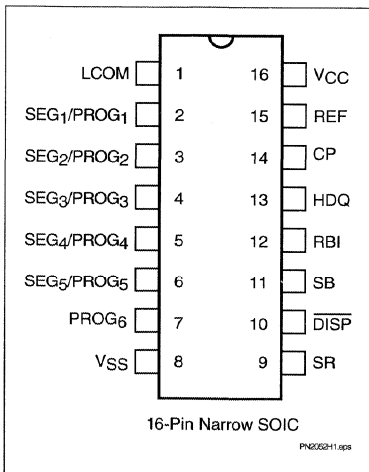 LCOM 1 16 VCC
SEG1/PROG1 2 15 REF
SEG2/PROG2 3 14 CP
SEG3/PROG3 4 13 HDQ
SEG4/PROG4 5 12 RBI
SEG5/PROG5 6 11 SB
PROG6 7 10 DISP
VSS 8 9 SR
16-Pin Narrow SOIC
PN2052H1.eps